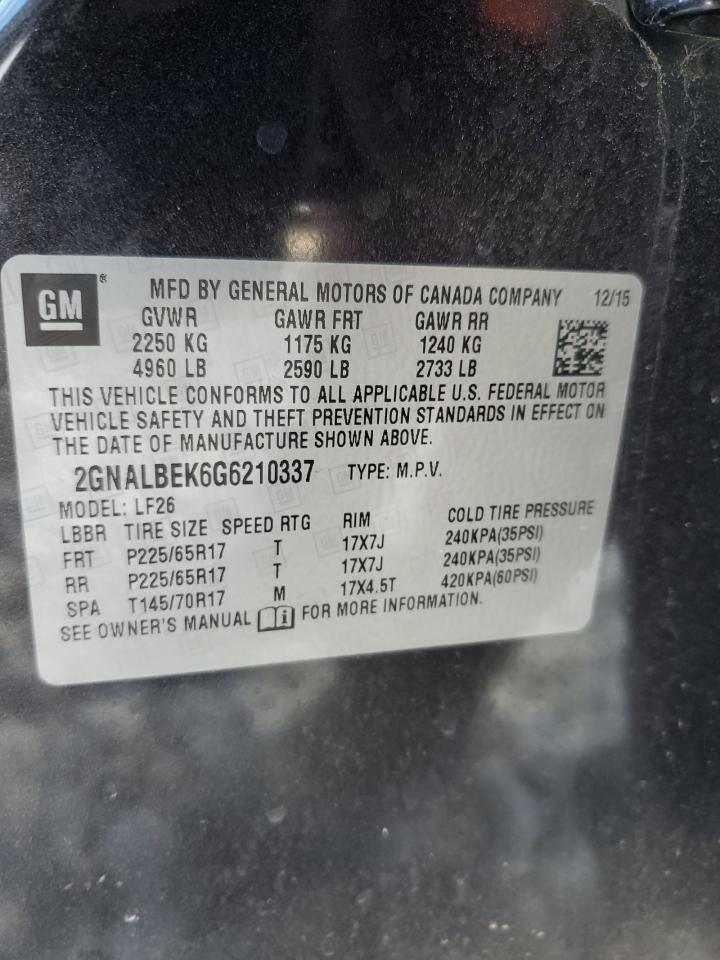 GM ®
MFD BY GENERAL MOTORS OF CANADA COMPANY 12/15
GVWR GAWR FRT GAWR RR
2250 KG 1175 KG 1240 KG
4960 LB 2590 LB 2733 LB
THIS VEHICLE CONFORMS TO ALL APPLICABLE U.S. FEDERAL MOTOR
VEHICLE SAFETY AND THEFT PREVENTION STANDARDS IN EFFECT ON
THE DATE OF MANUFACTURE SHOWN ABOVE.
2GNALBEK6G6210337 TYPE: M.P.V.
MODEL: LF26
LBBR TIRE SIZE SPEED RTG RIM COLD TIRE PRESSURE
FRT P225/65R17 T 17X7J 240KPA(35PSI)
RR P225/65R17 T 17X7J 240KPA(35PSI)
SPA T145/70R17 M 17X4.5T 420KPA(60PSI)
SEE OWNER'S MANUAL i FOR MORE INFORMATION.